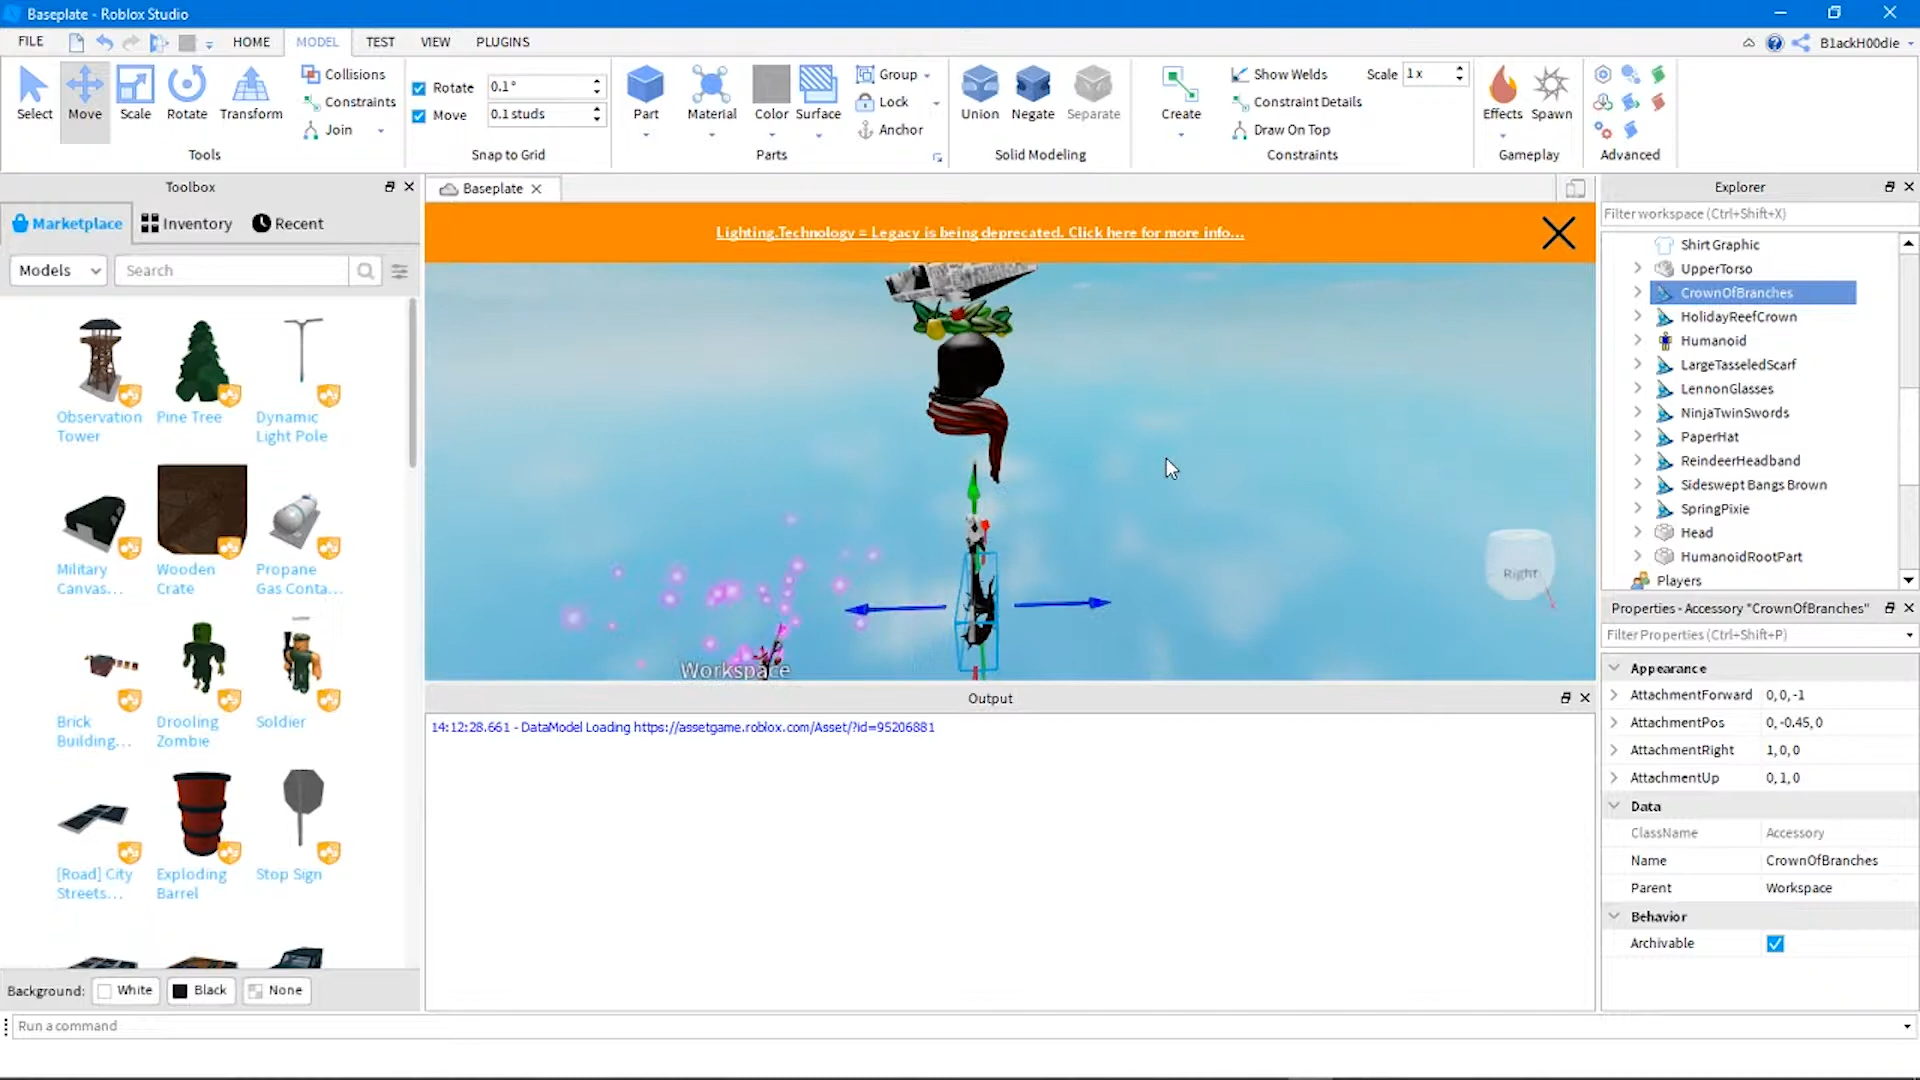 Baseplate - Roblox Studio
FILE
HOME
MODEL
TEST
VIEW
PLUGINS
B1ackH00die
Select
Move
Scale
Rotate
Transform
Collisions
Constraints
Join
Tools
Rotate
0.1 °
Move
0.1 studs
Snap to Grid
Part
Material
Color
Surface
Group
Lock
Anchor
Parts
Union
Negate
Separate
Solid Modeling
Create
Show Welds
Scale
1 x
Constraint Details
Draw On Top
Constraints
Effects
Spawn
Gameplay
Advanced
Toolbox
Marketplace
Inventory
Recent
Models
Search
Observation
Tower
Pine Tree
Dynamic
Light Pole
Military
Canvas...
Wooden
Crate
Propane
Gas Conta...
Brick
Building...
Drooling
Zombie
Soldier
[Road] City
Streets...
Exploding
Barrel
Stop Sign
Background:
White
Black
None
Run a command
Baseplate
Lighting.Technology = Legacy is being deprecated. Click here for more info...
Right
Workspace
Output
14:12:28.661 - DataModel Loading https://assetgame.roblox.com/Asset/?id=95206881
Explorer
Filter workspace (Ctrl+Shift+X)
Shirt Graphic
UpperTorso
CrownOfBranches
HolidayReefCrown
Humanoid
LargeTasseledScarf
LennonGlasses
NinjaTwinSwords
PaperHat
ReindeerHeadband
Sideswept Bangs Brown
SpringPixie
Head
HumanoidRootPart
Players
Properties - Accessory "CrownOfBranches"
Filter Properties (Ctrl+Shift+P)
Appearance
AttachmentForward 0, 0, -1
AttachmentPos 0, -0.45, 0
AttachmentRight 1, 0, 0
AttachmentUp 0, 1, 0
Data
ClassName Accessory
Name CrownOfBranches
Parent Workspace
Behavior
Archivable